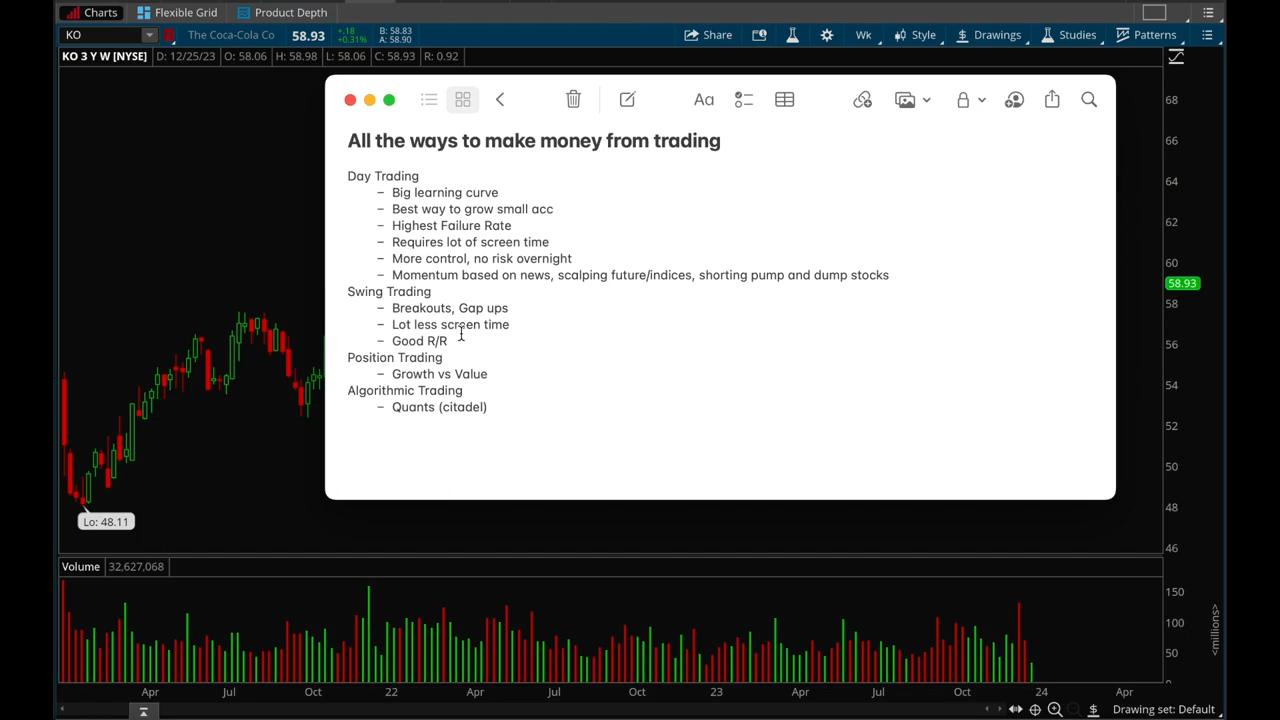 Charts Flexible Grid Product Depth
KO The Coca-Cola Co 58.93 +.18 +0.31% B: 58.83 A: 58.90 Share Wk Style Drawings Studies Patterns
KO 3 Y W [NYSE] D: 12/25/23 O: 58.06 H: 58.98 L: 58.06 C: 58.93 R: 0.92
Aa
All the ways to make money from trading
Day Trading
– Big learning curve
– Best way to grow small acc
– Highest Failure Rate
– Requires lot of screen time
– More control, no risk overnight
– Momentum based on news, scalping future/indices, shorting pump and dump stocks
Swing Trading
– Breakouts, Gap ups
– Lot less screen time
– Good R/R
Position Trading
– Growth vs Value
Algorithmic Trading
– Quants (citadel)
68
66
64
62
60
58.93
58
56
54
52
50
48
46
Lo: 48.11
Volume 32,627,068
150
100
50
<millions>
Apr Jul Oct 22 Apr Jul Oct 23 Apr Jul Oct 24 Apr
Drawing set: Default